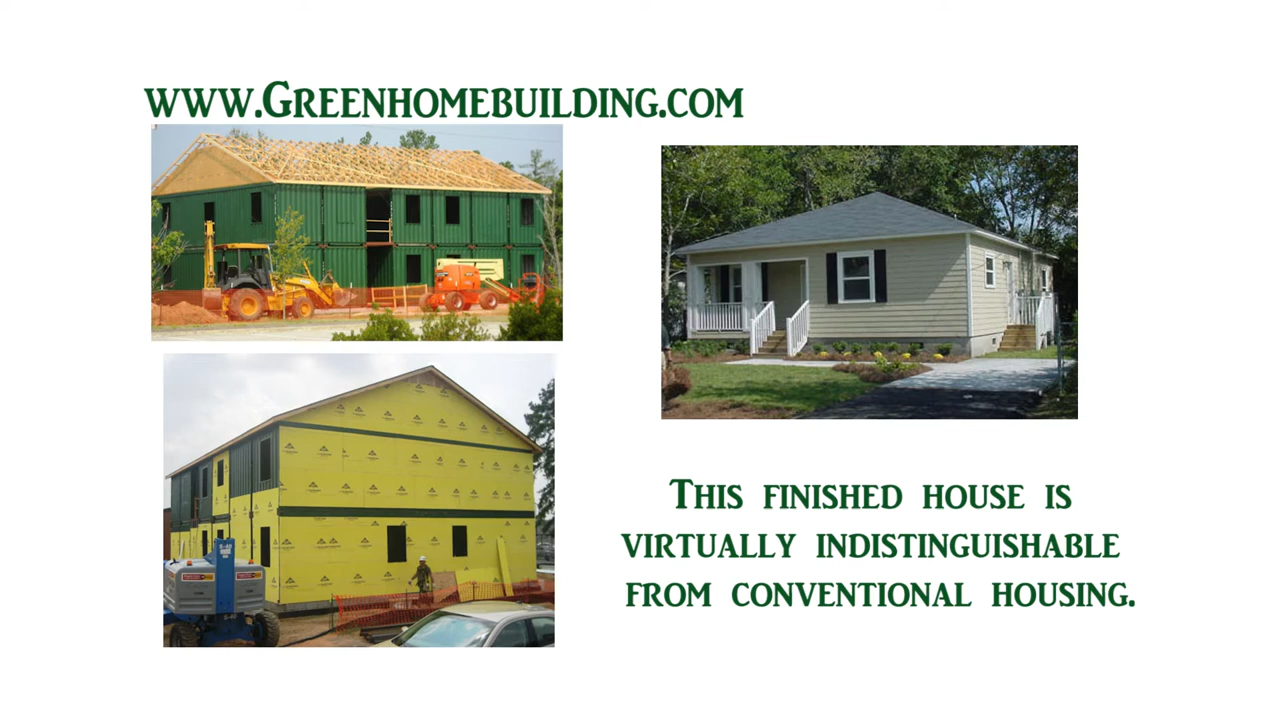 www.Greenhomebuilding.com
This finished house is
virtually indistinguishable
from conventional housing.